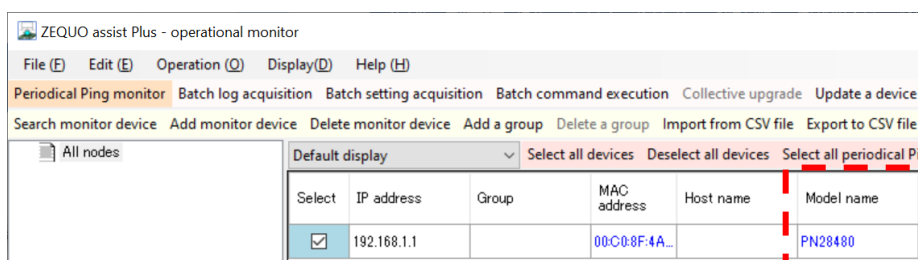 ZEQUO assist Plus - operational monitor
File (F) Edit (E) Operation (O) Display(D) Help (H)
Periodical Ping monitor Batch log acquisition Batch setting acquisition Batch command execution Collective upgrade Update a device
Search monitor device Add monitor device Delete monitor device Add a group Delete a group Import from CSV file Export to CSV file
All nodes
Default display Select all devices Deselect all devices Select all periodical Pi
Select IP address Group MAC address Host name Model name
192.168.1.1 00:C0:8F:4A... PN28480